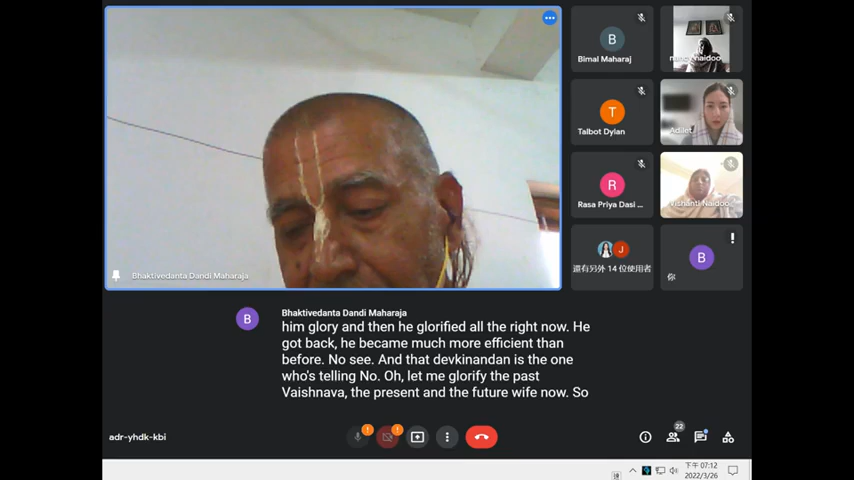 Bhaktivedanta Dandi Maharaja
B
Bimal Maharaj
Naidoo
T
Talbot Dylan
Adilet
R
Rasa Priya Dasi ...
Vishanti Naidoo
J
還有另外 14 位使用者
B
你
B
Bhaktivedanta Dandi Maharaja
him glory and then he glorified all the right now. He
got back, he became much more efficient than
before. No see. And that devkinandan is the one
who's telling No. Oh, let me glorify the past
Vaishnava, the present and the future wife now. So
adr-yhdk-kbi
22
下午 07:12
2022/3/26